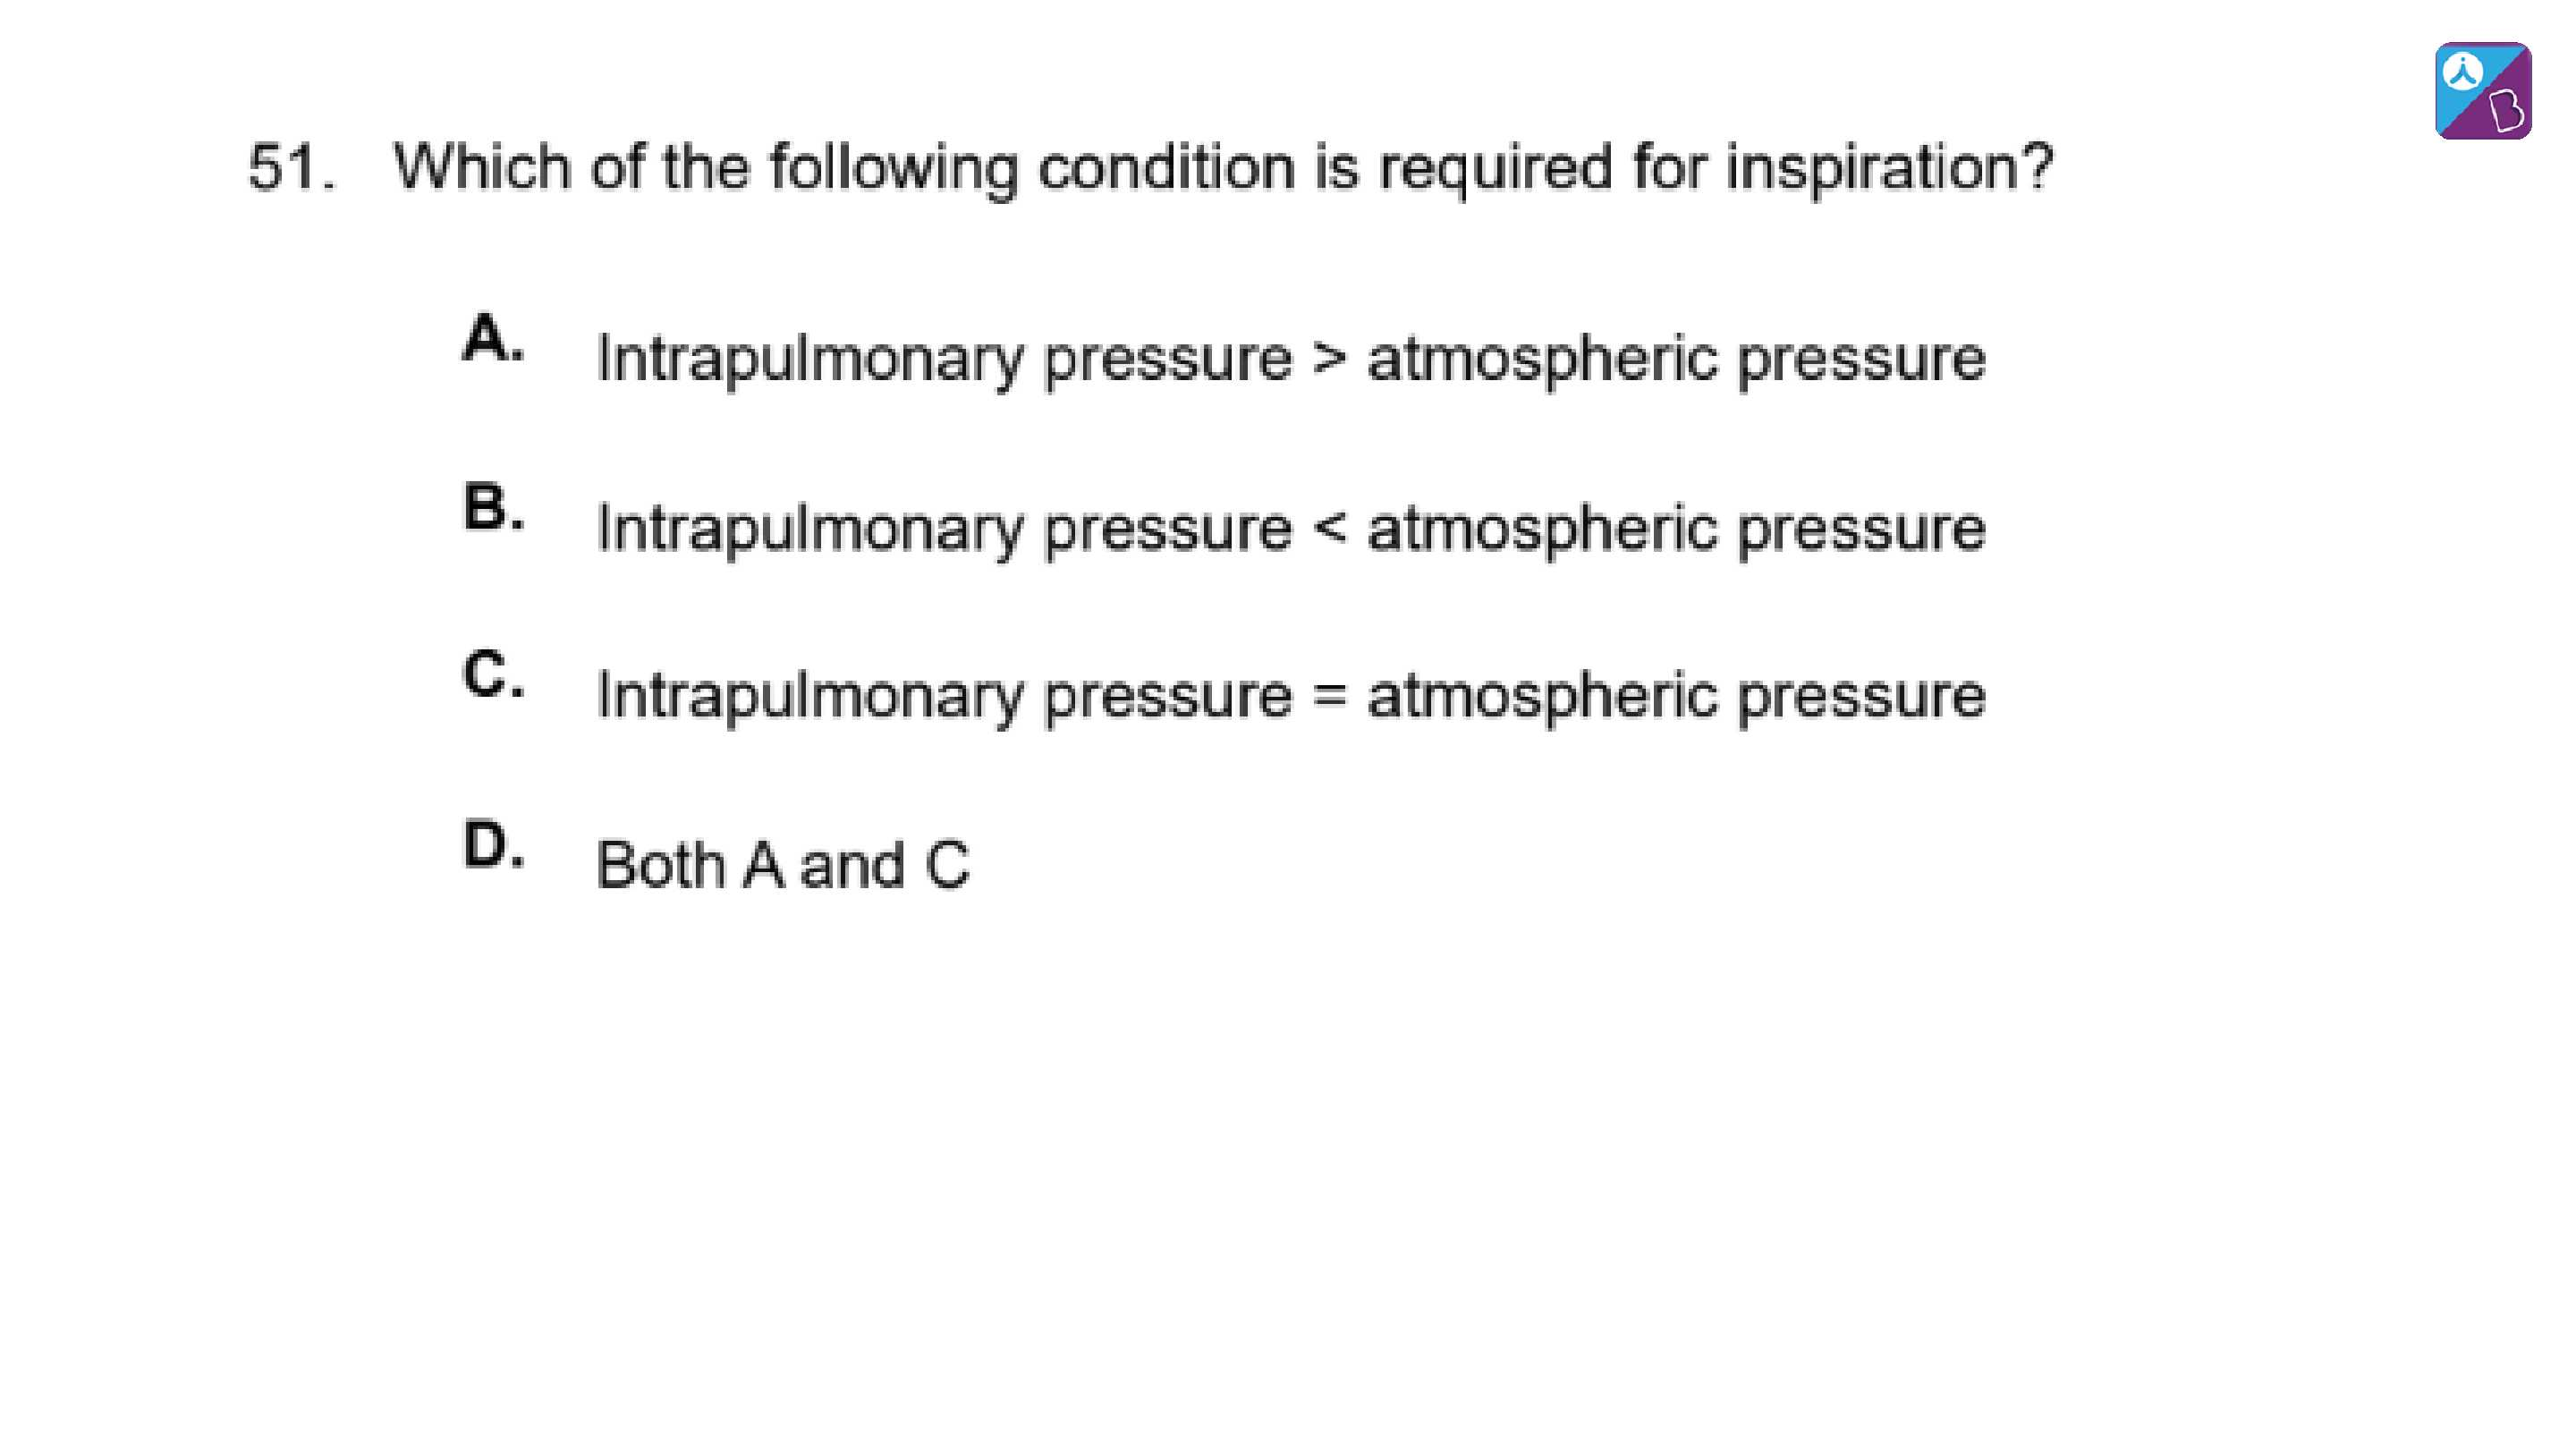 51. Which of the following condition is required for inspiration?
A. Intrapulmonary pressure > atmospheric pressure
B. Intrapulmonary pressure < atmospheric pressure
C. Intrapulmonary pressure = atmospheric pressure
D. Both A and C
B